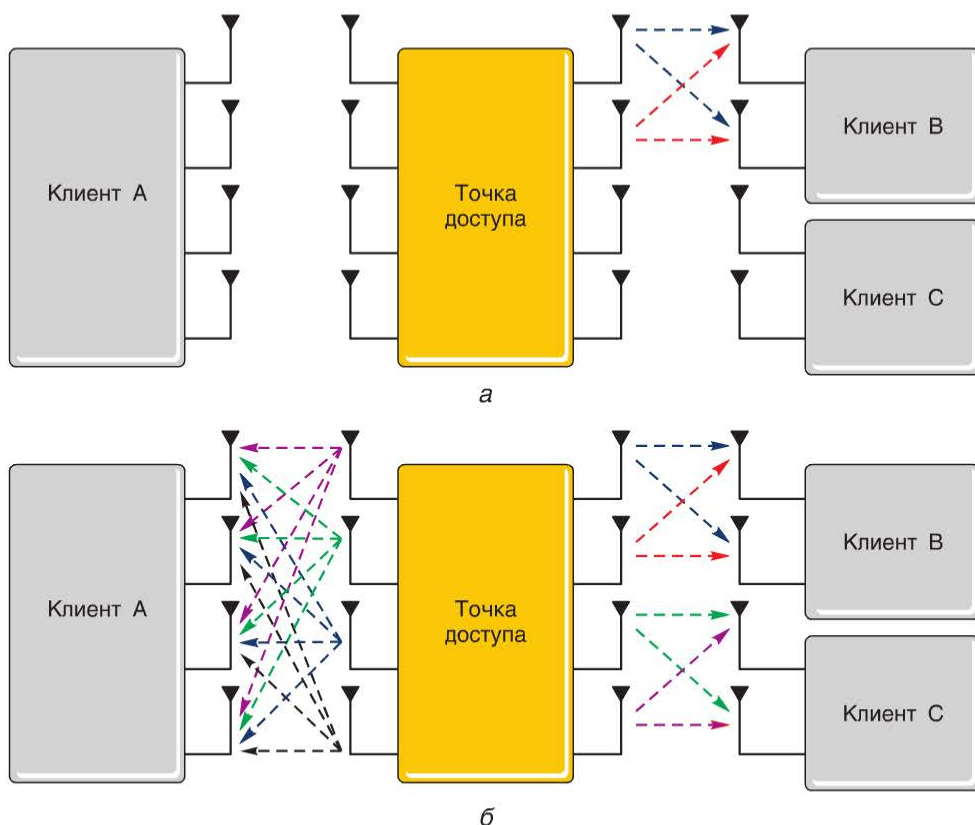 Клиент А
Точка
доступа
Клиент В
Клиент С
а
Клиент А
Точка
доступа
Клиент В
Клиент С
б